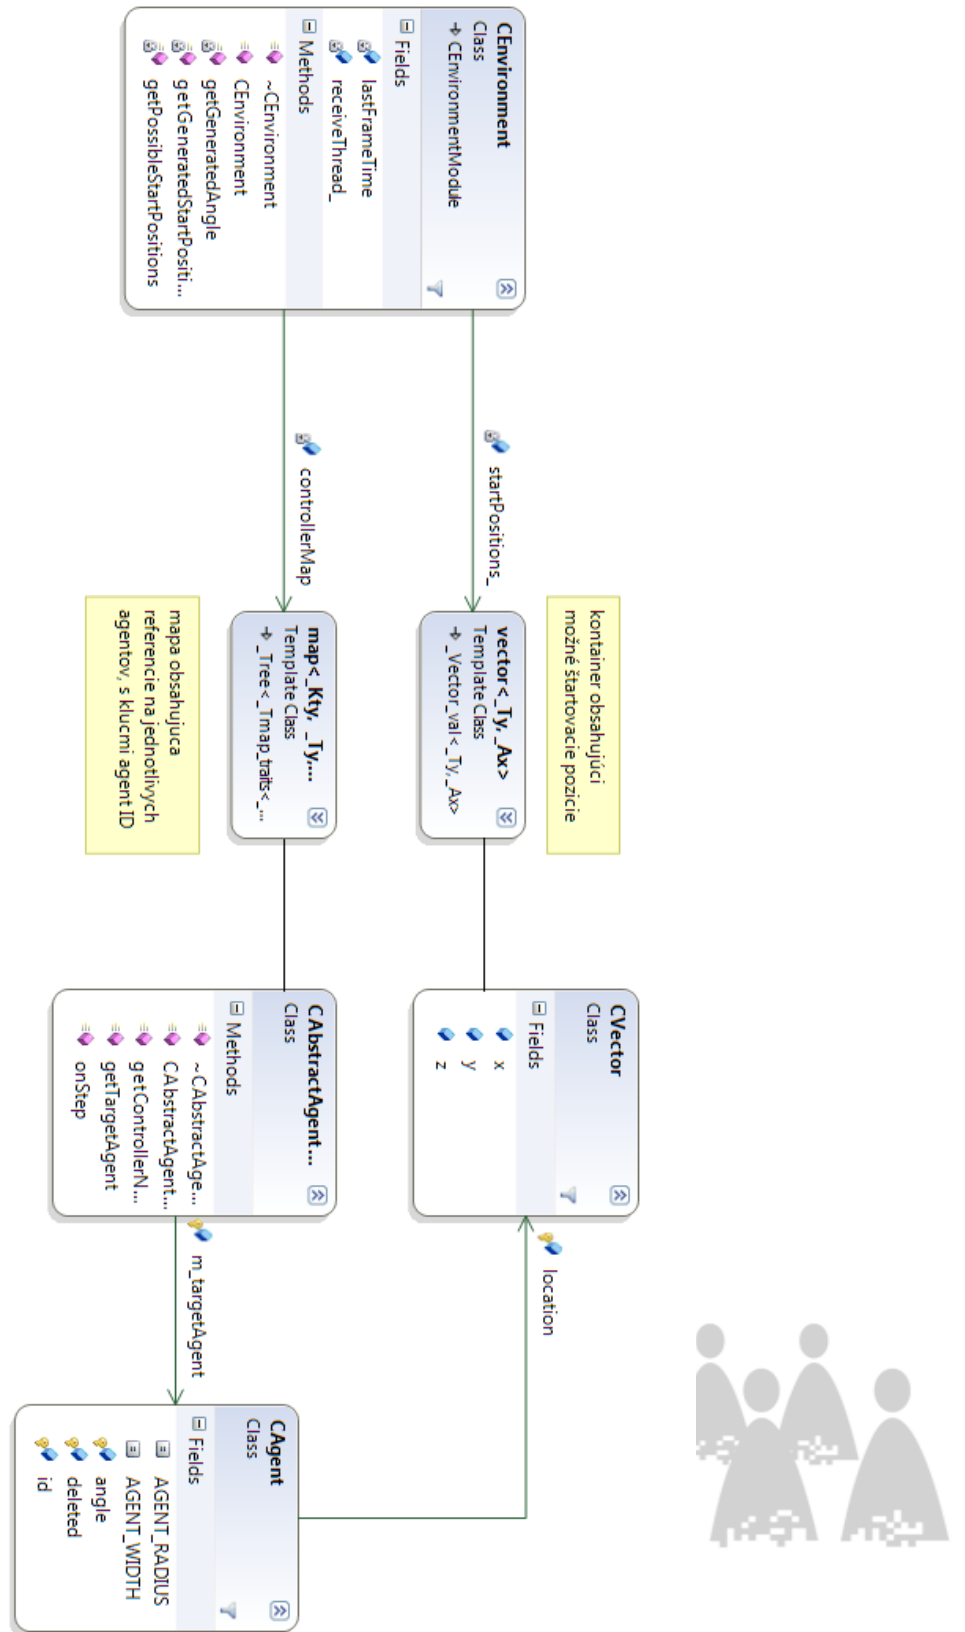 CEnvironment
Class
CEnvironmentModule
Fields
lastFrameTime
receiveThread_
Methods
~CEnvironment
CEnvironment
getGeneratedAngle
getGeneratedStartPositi...
getPossibleStartPositions
startPositions_
controllerMap
kontainer obsahujúci
možné štartovacie pozicie
vector<_Ty, _Ax>
Template Class
_Vector_val<_Ty, _Ax>
map<_Kty, _Ty,...
Template Class
_Tree<_Tmap_traits<_...
mapa obsahujuca
referencie na jednotlivych
agentov, s klucmi agent ID
CVector
Class
Fields
x
y
z
CAbstractAgent...
Class
Methods
~CAbstractAge...
CAbstractAgent...
getControllerN...
getTargetAgent
onStep
location
m_targetAgent
CAgent
Class
Fields
AGENT_RADIUS
AGENT_WIDTH
angle
deleted
id